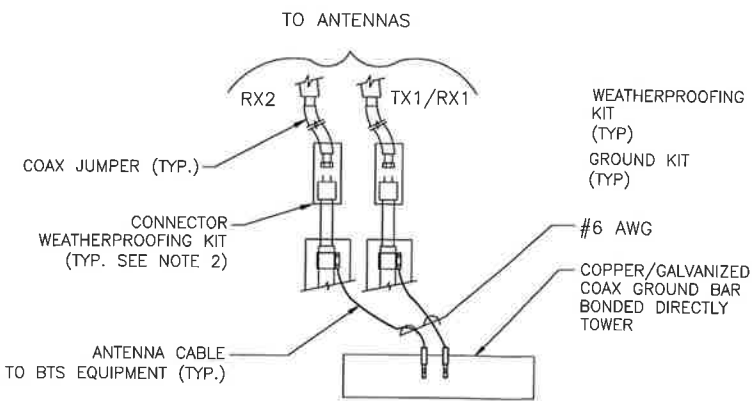 TO ANTENNAS
RX2
TX1/RX1
WEATHERPROOFING
KIT
(TYP)
GROUND KIT
(TYP)
COAX JUMPER (TYP.)
CONNECTOR
WEATHERPROOFING KIT
(TYP. SEE NOTE 2)
#6 AWG
COPPER/GALVANIZED
COAX GROUND BAR
BONDED DIRECTLY
TOWER
ANTENNA CABLE
TO BTS EQUIPMENT (TYP.)